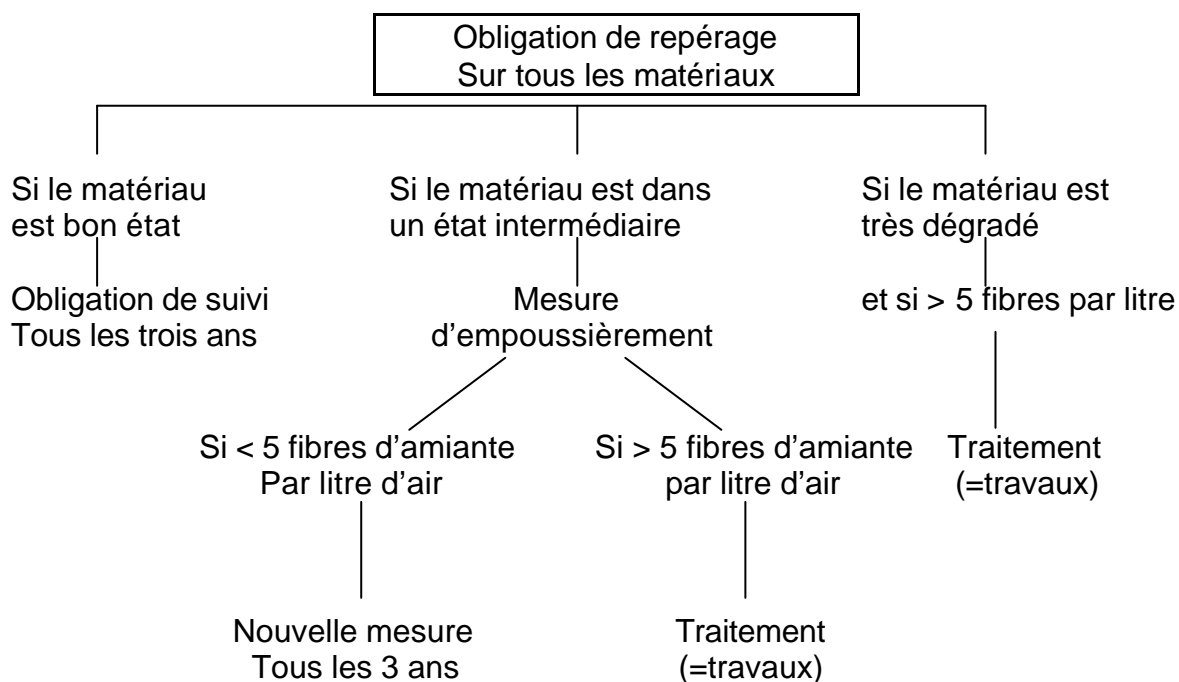 Obligation de repérage
Sur tous les matériaux
Si le matériau
est bon état
Si le matériau est dans
un état intermédiaire
Si le matériau est
très dégradé
Obligation de suivi
Tous les trois ans
Mesure
d'empoussièrement
et si > 5 fibres par litre
Si < 5 fibres d'amiante
Par litre d'air
Si > 5 fibres d'amiante
par litre d'air
Traitement
(=travaux)
Nouvelle mesure
Tous les 3 ans
Traitement
(=travaux)